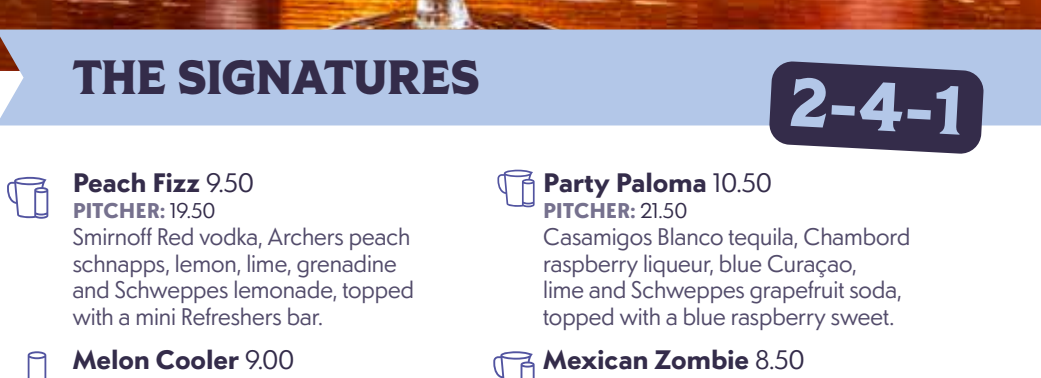 THE SIGNATURES
2-4-1
Peach Fizz 9.50
PITCHER: 19.50
Smirnoff Red vodka, Archers peach
schnapps, lemon, lime, grenadine
and Schweppes lemonade, topped
with a mini Refreshers bar.
Melon Cooler 9.00
Party Paloma 10.50
PITCHER: 21.50
Casamigos Blanco tequila, Chambord
raspberry liqueur, blue Curaçao,
lime and Schweppes grapefruit soda,
topped with a blue raspberry sweet.
Mexican Zombie 8.50